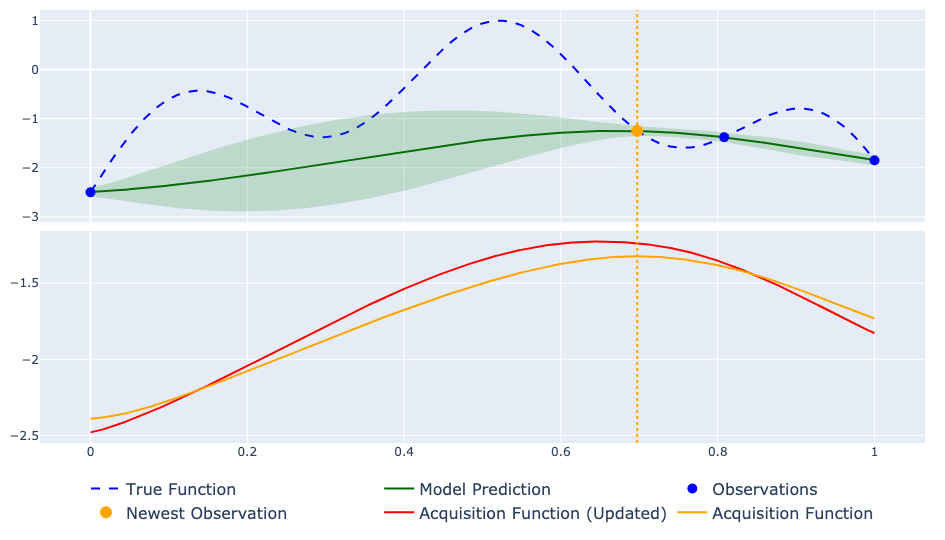 1
0
−1
−2
−3
−1.5
−2
−2.5
0 0.2 0.4 0.6 0.8 1
True Function Model Prediction Observations
Newest Observation Acquisition Function (Updated) Acquisition Function